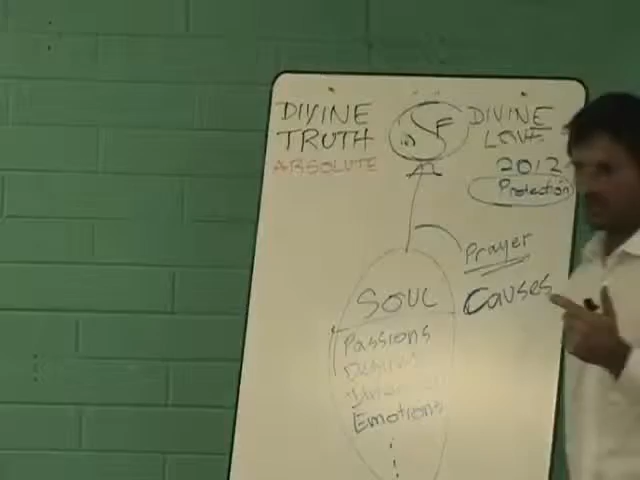 DIVINE
TRUTH
ABSOLUTE
DIVINE
LOVE
2012
Protection
Prayer
SOUL
Causes
Passions
Desires
Emotions